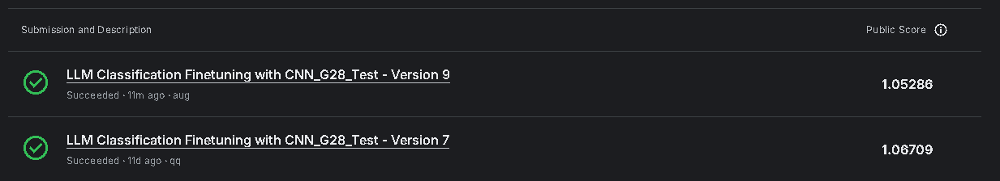 Submission and Description
Public Score
LLM Classification Finetuning with CNN_G28_Test - Version 9
Succeeded · 11m ago · aug
1.05286
LLM Classification Finetuning with CNN_G28_Test - Version 7
Succeeded · 11d ago · qq
1.06709